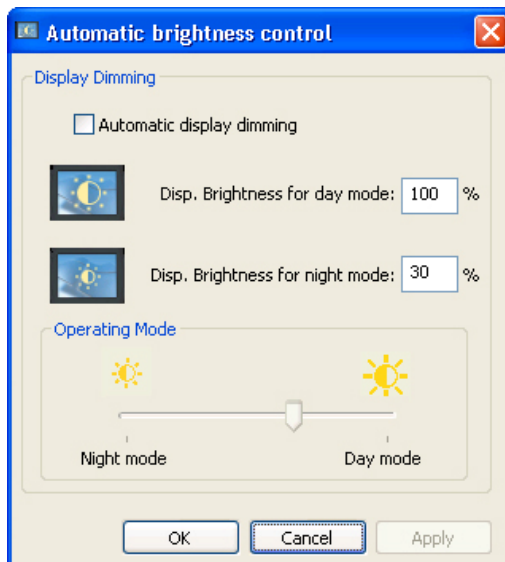 Automatic brightness control
Display Dimming
Automatic display dimming
Disp. Brightness for day mode: 100 %
Disp. Brightness for night mode: 30 %
Operating Mode
Night mode Day mode
OK Cancel Apply